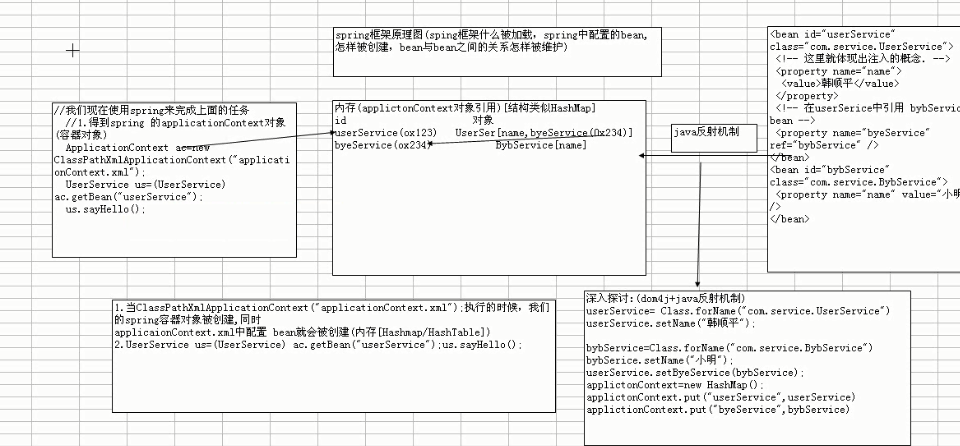 spring框架原理图(sping框架什么被加载，spring中配置的bean,
怎样被创建，bean与bean之间的关系怎样被维护)
//我们现在使用spring来完成上面的任务
//1.得到spring 的applicationContext对象
(容器对象)
ApplicationContext ac=new
ClassPathXmlApplicationContext("applicati
onContext.xml");
UserService us=(UserService)
ac.getBean("userService");
us.sayHello();
内存(applictonContext对象引用)[结构类似HashMap]
id 对象
userService(ox123) UserSer[name,byeService(0x234)]
byeService(ox234) BybService[name]
java反射机制
<bean id="userService"
class="com.service.UserService">
<!-- 这里就体现出注入的概念. -->
<property name="name">
<value>韩顺平</value>
</property>
<!-- 在userSerice中引用 bybServic
bean -->
<property name="byeService"
ref="bybService" />
</bean>
<bean id="bybService"
class="com.service.BybService">
<property name="name" value="小明
/>
</bean>
1.当ClassPathXmlApplicationContext("applicationContext.xml");执行的时候，我们
的spring容器对象被创建,同时
applicaionContext.xml中配置 bean就会被创建(内存[Hashmap/HashTable])
2.UserService us=(UserService) ac.getBean("userService");us.sayHello();
深入探讨:(dom4j+java反射机制)
userService= Class.forName("com.service.UserService")
userService.setName("韩顺平");
bybService=Class.forName("com.service.BybService")
bybSerice.setName("小明");
userService.setByeService(bybService);
applictonContext=new HashMap();
applictonContext.put("userService",userService)
applictionContext.put("byeService",bybService)